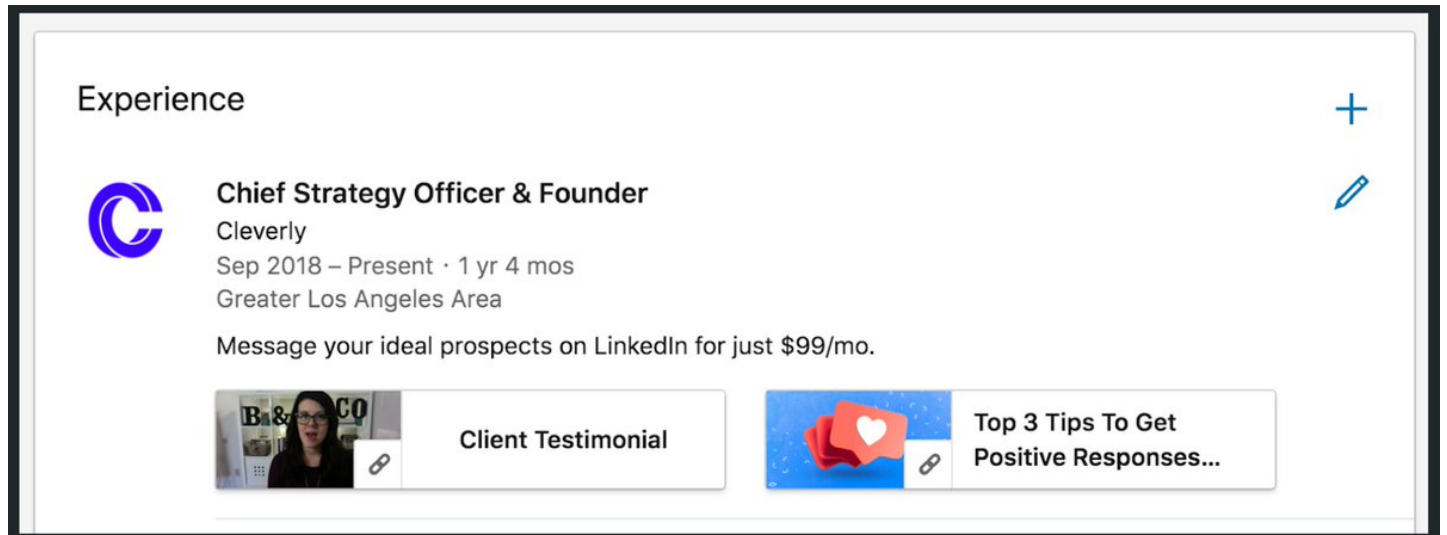 Experience
Chief Strategy Officer & Founder
Cleverly
Sep 2018 – Present · 1 yr 4 mos
Greater Los Angeles Area
Message your ideal prospects on LinkedIn for just $99/mo.
B & CO
Client Testimonial
Top 3 Tips To Get
Positive Responses...